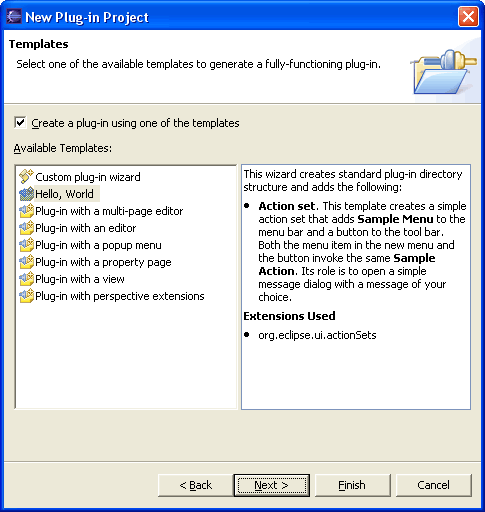 New Plug-in Project
Templates
Select one of the available templates to generate a fully-functioning plug-in.
Create a plug-in using one of the templates
Available Templates:
Custom plug-in wizard
Hello, World
Plug-in with a multi-page editor
Plug-in with an editor
Plug-in with a popup menu
Plug-in with a property page
Plug-in with a view
Plug-in with perspective extensions
This wizard creates standard plug-in directory
structure and adds the following:
• Action set. This template creates a simple
action set that adds Sample Menu to the
menu bar and a button to the tool bar.
Both the menu item in the new menu and
the button invoke the same Sample
Action. Its role is to open a simple
message dialog with a message of your
choice.
Extensions Used
• org.eclipse.ui.actionSets
< Back
Next >
Finish
Cancel